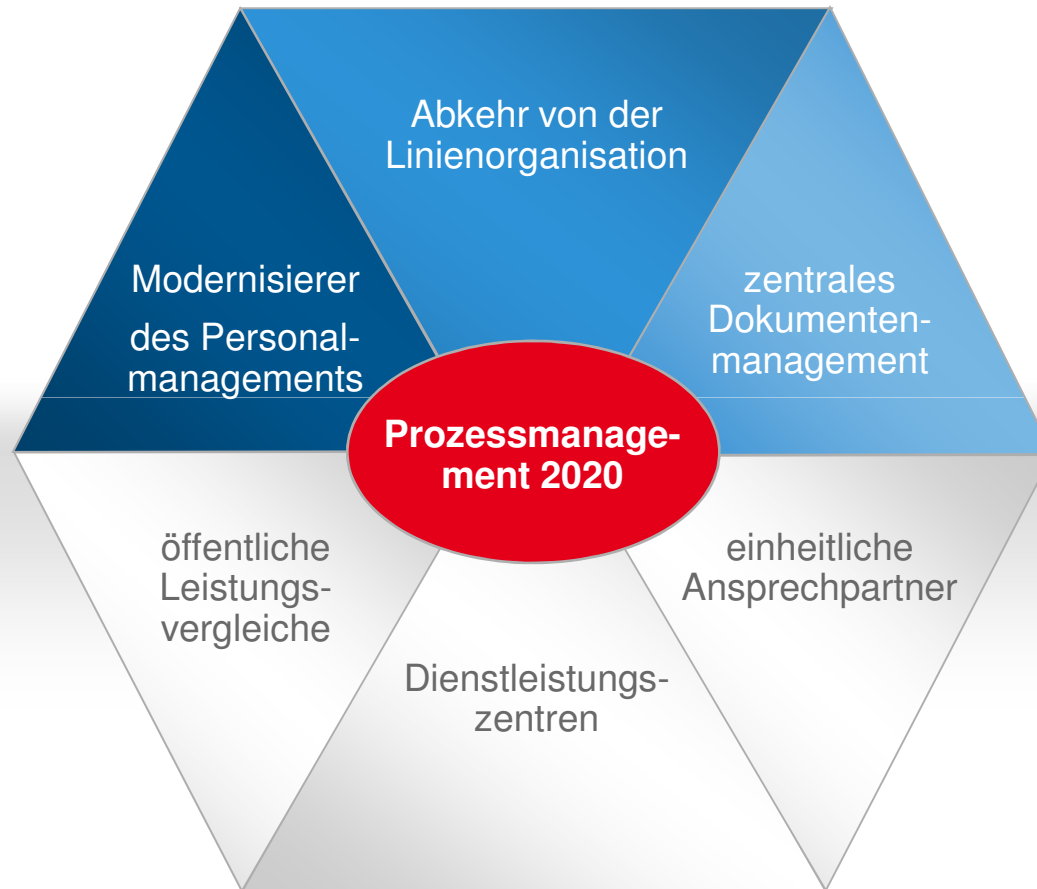 Abkehr von der
Linienorganisation
Modernisierer
des Personal-
managements
zentrales
Dokumenten-
management
Prozessmanage-
ment 2020
öffentliche
Leistungs-
vergleiche
einheitliche
Ansprechpartner
Dienstleistungs-
zentren